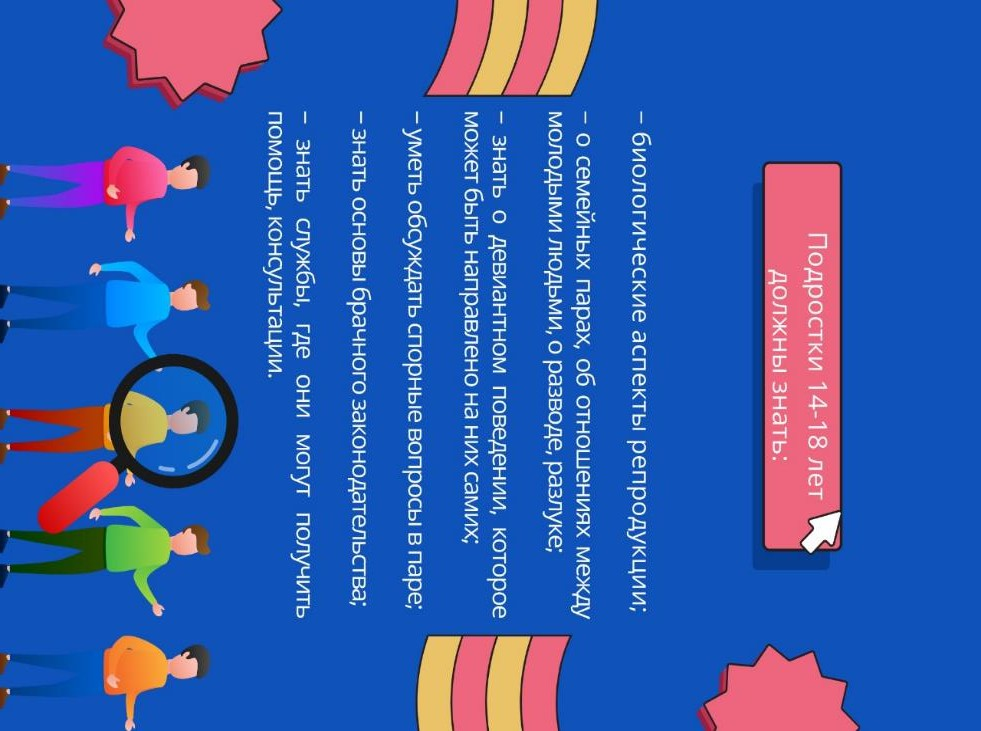 Подростки 14-18 лет
должны знать:
– биологические аспекты репродукции;
– о семейных парах, об отношениях между
молодыми людьми, о разводе, разлуке;
– знать о девиантном поведении, которое
может быть направлено на них самих;
– уметь обсуждать спорные вопросы в паре;
– знать основы брачного законодательства;
– знать службы, где они могут получить
помощь, консультации.